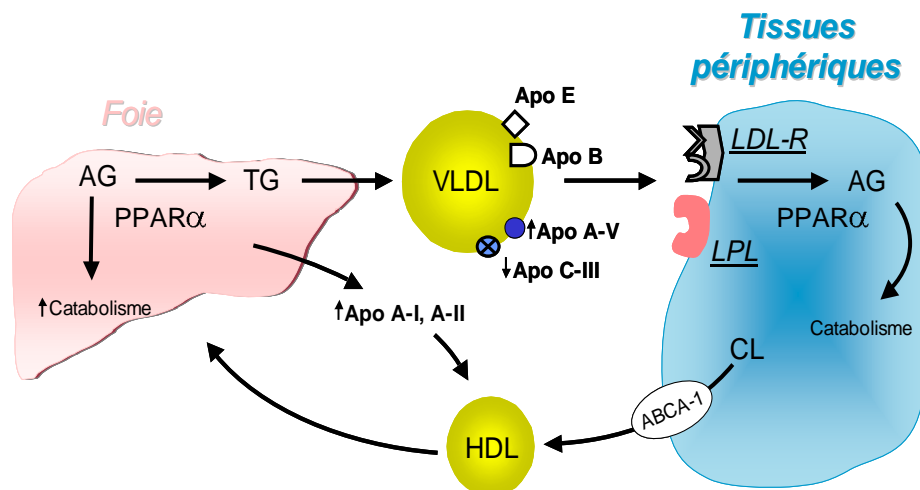 Tissues
périphériques
Foie
Apo E
Apo B
LDL-R
AG
TG
VLDL
AG
PPARα
PPARα
↑Apo A-V
LPL
↓Apo C-III
↑Catabolisme
↑Apo A-I, A-II
Catabolisme
CL
ABCA-1
HDL